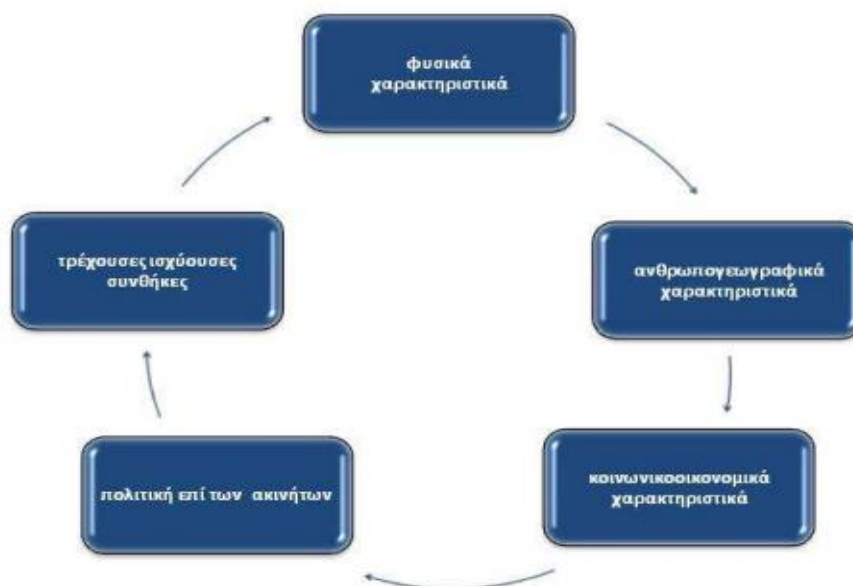 φυσικά
χαρακτηριστικά
ανθρωπογεωγραφικά
χαρακτηριστικά
κοινωνικοοικονομικά
χαρακτηριστικά
πολιτική επί των ακινήτων
τρέχουσες ισχύουσες
συνθήκες